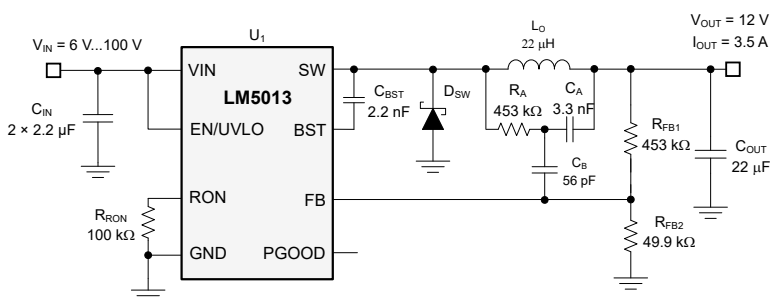 U1
LO
22 μH
VOUT = 12 V
IOUT = 3.5 A
VIN = 6 V...100 V
VIN
SW
LM5013
CBST
2.2 nF
DSW
RA
453 kΩ
CA
3.3 nF
CIN
2 × 2.2 μF
EN/UVLO
BST
RFB1
453 kΩ
COUT
22 μF
CB
56 pF
RON
FB
RRON
100 kΩ
RFB2
49.9 kΩ
GND
PGOOD